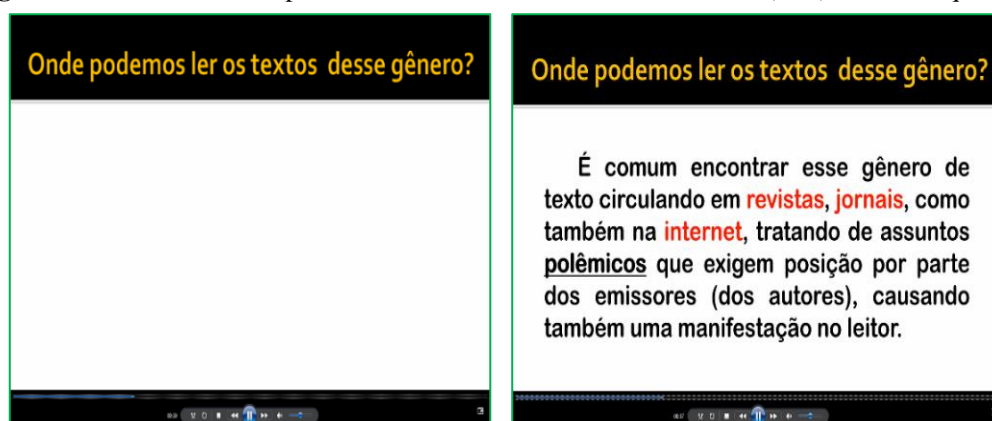 Onde podemos ler os textos desse gênero?
Onde podemos ler os textos desse gênero?
É comum encontrar esse gênero de
texto circulando em revistas, jornais, como
também na internet, tratando de assuntos
polêmicos que exigem posição por parte
dos emissores (dos autores), causando
também uma manifestação no leitor.